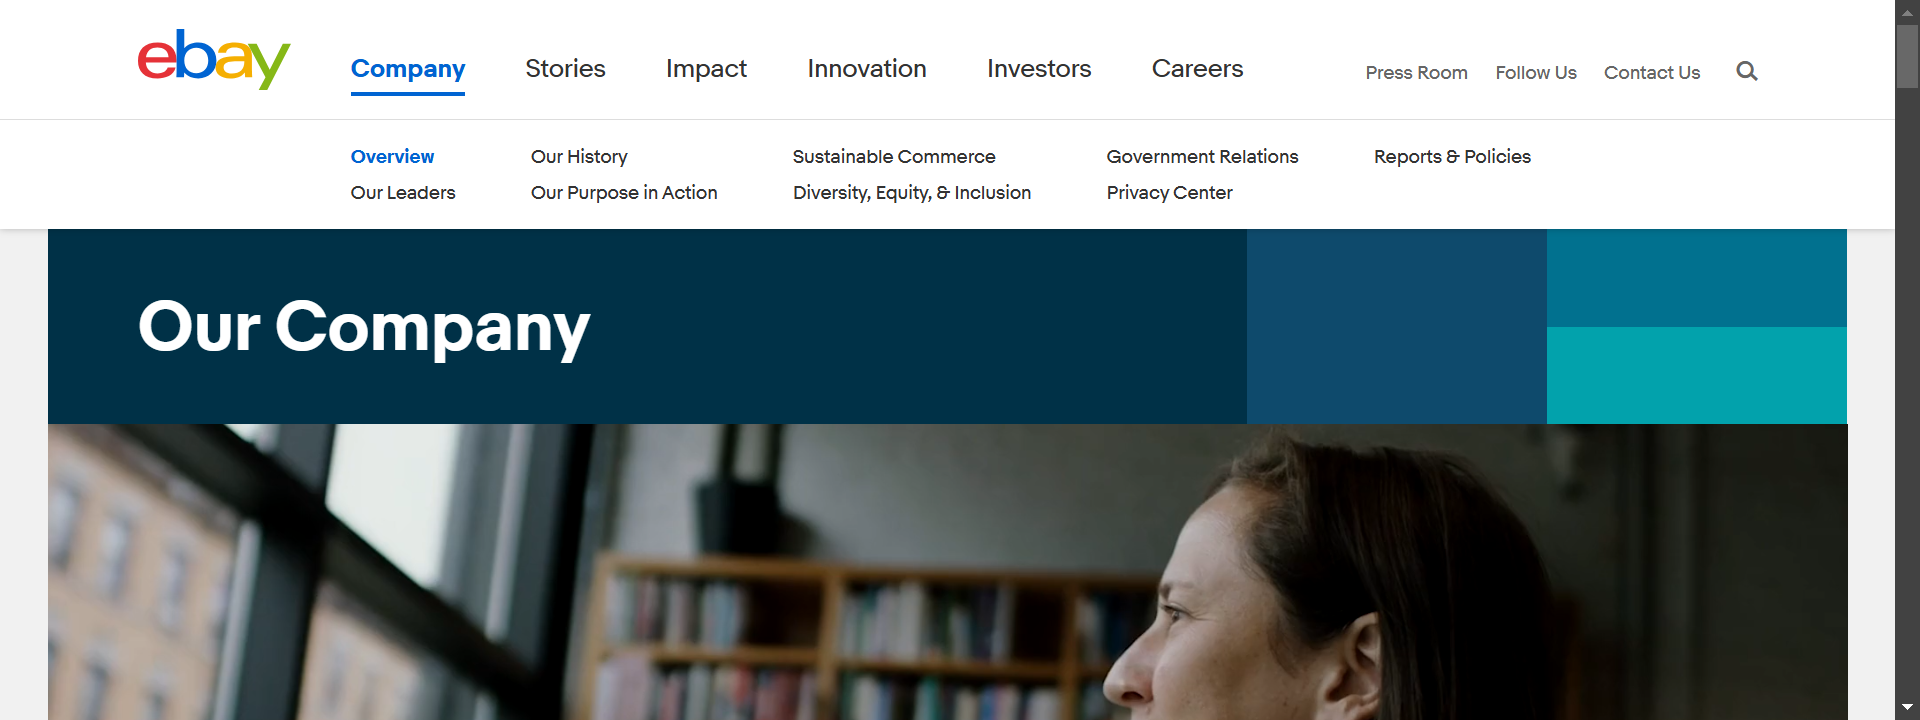 ebay
Company Stories Impact Innovation Investors Careers Press Room Follow Us Contact Us
Overview Our History Sustainable Commerce Government Relations Reports & Policies
Our Leaders Our Purpose in Action Diversity, Equity, & Inclusion Privacy Center
Our Company